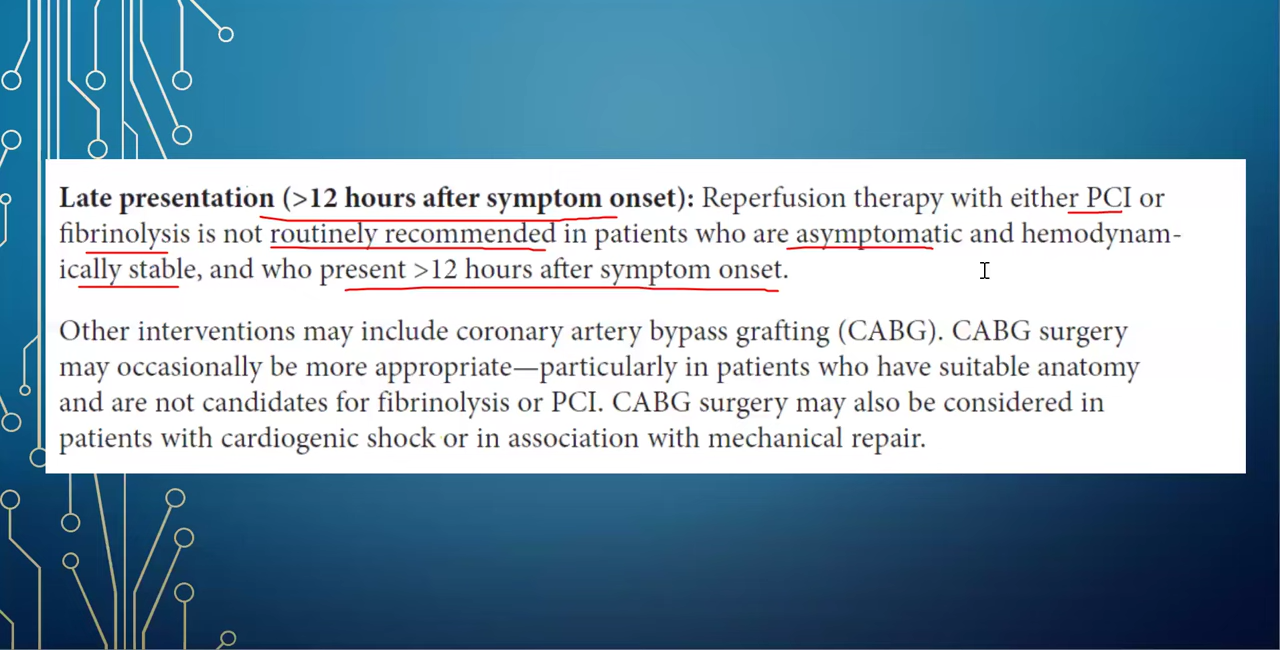 Late presentation (>12 hours after symptom onset): Reperfusion therapy with either PCI or
fibrinolysis is not routinely recommended in patients who are asymptomatic and hemodynam-
ically stable, and who present >12 hours after symptom onset.
Other interventions may include coronary artery bypass grafting (CABG). CABG surgery
may occasionally be more appropriate—particularly in patients who have suitable anatomy
and are not candidates for fibrinolysis or PCI. CABG surgery may also be considered in
patients with cardiogenic shock or in association with mechanical repair.